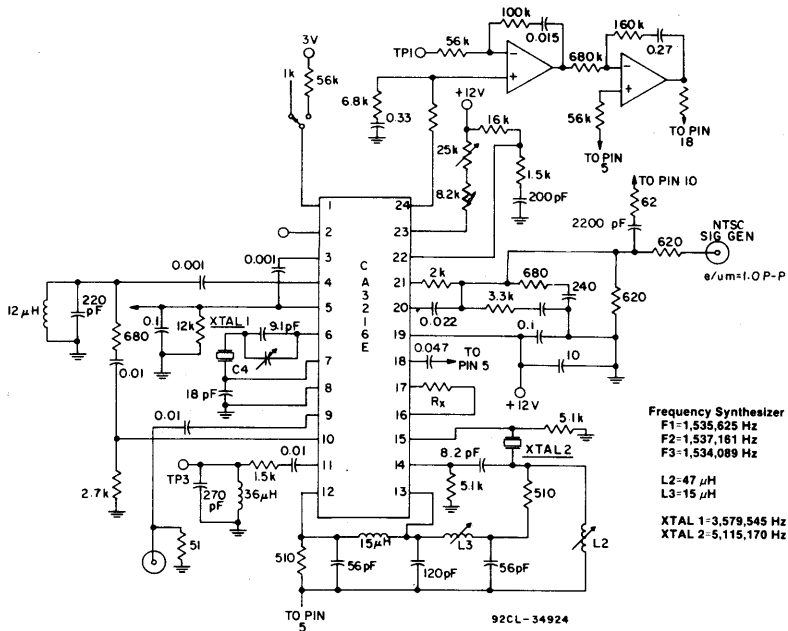 100k
0.015
160k
0.27
3V
1k
56k
TP1
56k
680k
6.8k
0.33
+12V
16k
25k
8.2k
1.5k
200 pF
56k
TO PIN
5
TO PIN
18
TO PIN 10
62
2200 pF
NTSC
SIG GEN
620
e/um=1.0 P-P
1
2
3
4
5
6
7
8
9
10
11
12
CA3216E
24
23
22
21
20
19
18
17
16
15
14
13
0.001
0.001
12µH
220
pF
680
0.01
0.1
12k
XTAL 1
9.1pF
C4
18 pF
0.01
2.7k
51
TP3
270
pF
36µH
1.5k
0.01
2k
680
240
620
0.022
3.3k
0.1
0.047
TO
PIN 5
10
+12V
Rx
5.1k
8.2 pF
XTAL2
5.1k
510
L2
510
15µH
L3
56pF
120pF
56pF
TO PIN
5
Frequency Synthesizer
F1=1,535,625 Hz
F2=1,537,161 Hz
F3=1,534,089 Hz
L2=47 µH
L3=15 µH
XTAL 1=3,579,545 Hz
XTAL 2=5,115,170 Hz
92CL-34924